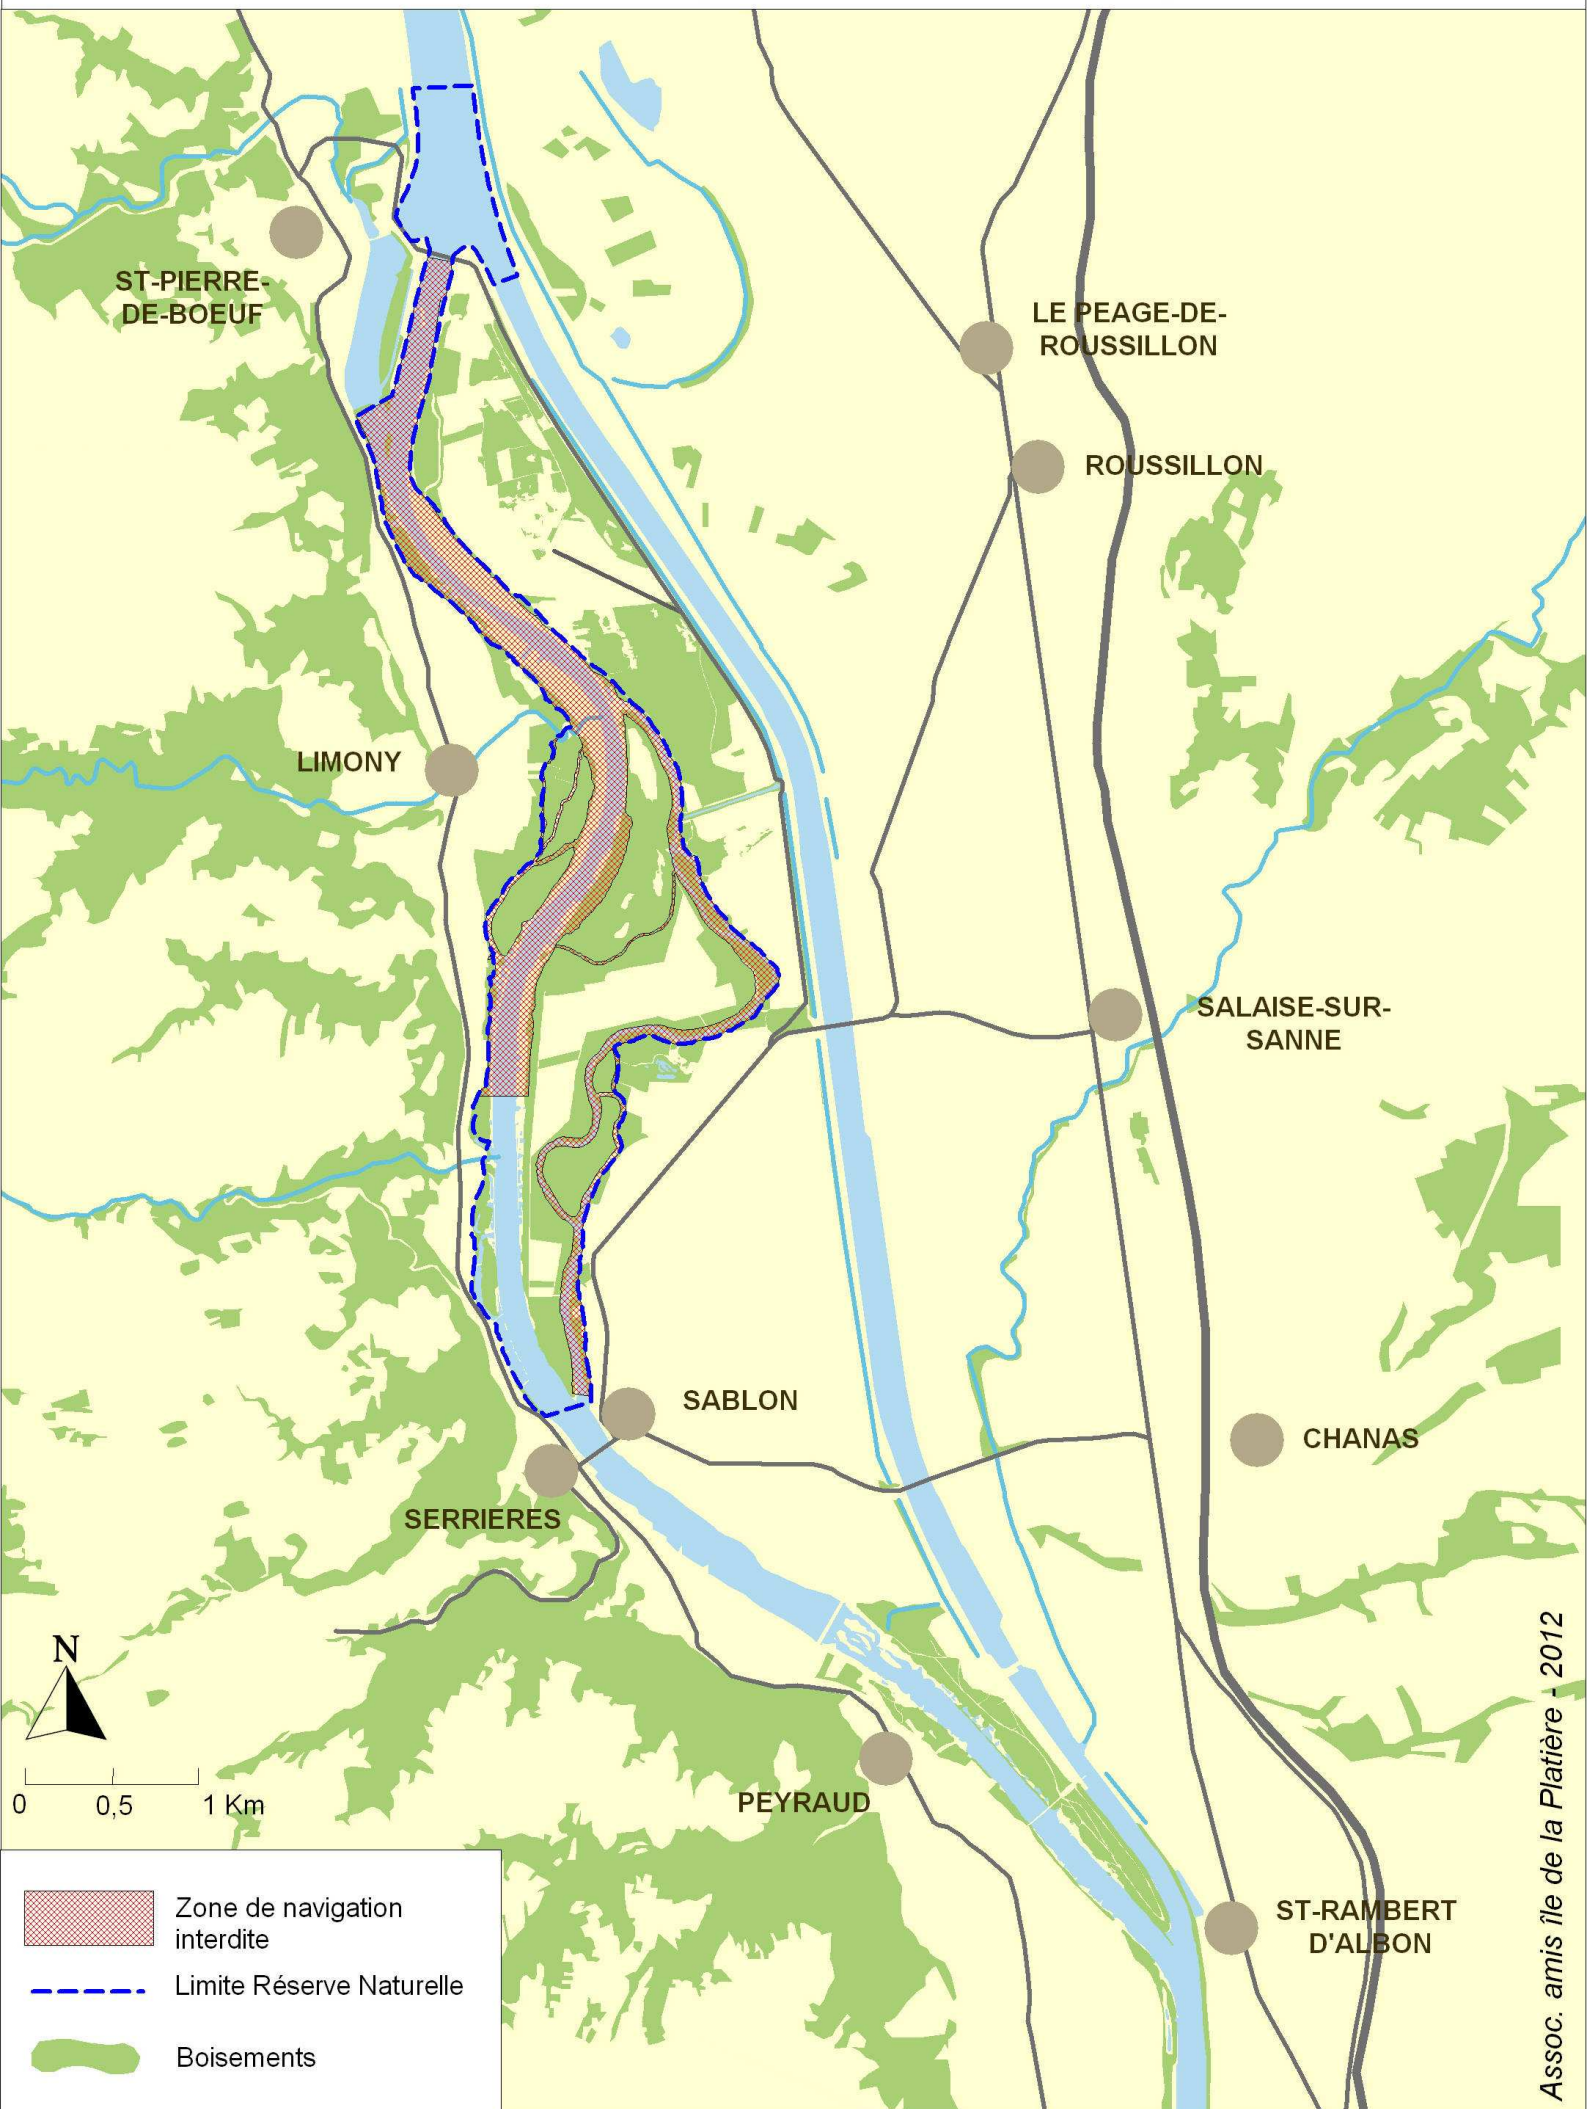 ST-PIERRE-
DE-BOEUF
LE PEAGE-DE-
ROUSSILLON
ROUSSILLON
LIMONY
SALAISE-SUR-
SANNE
SABLON
CHANAS
SERRIERES
N
0 0,5 1 Km
PEYRAUD
ST-RAMBERT
D'ALBON
Zone de navigation
interdite
Limite Réserve Naturelle
Boisements
Assoc. amis île de la Platière - 2012